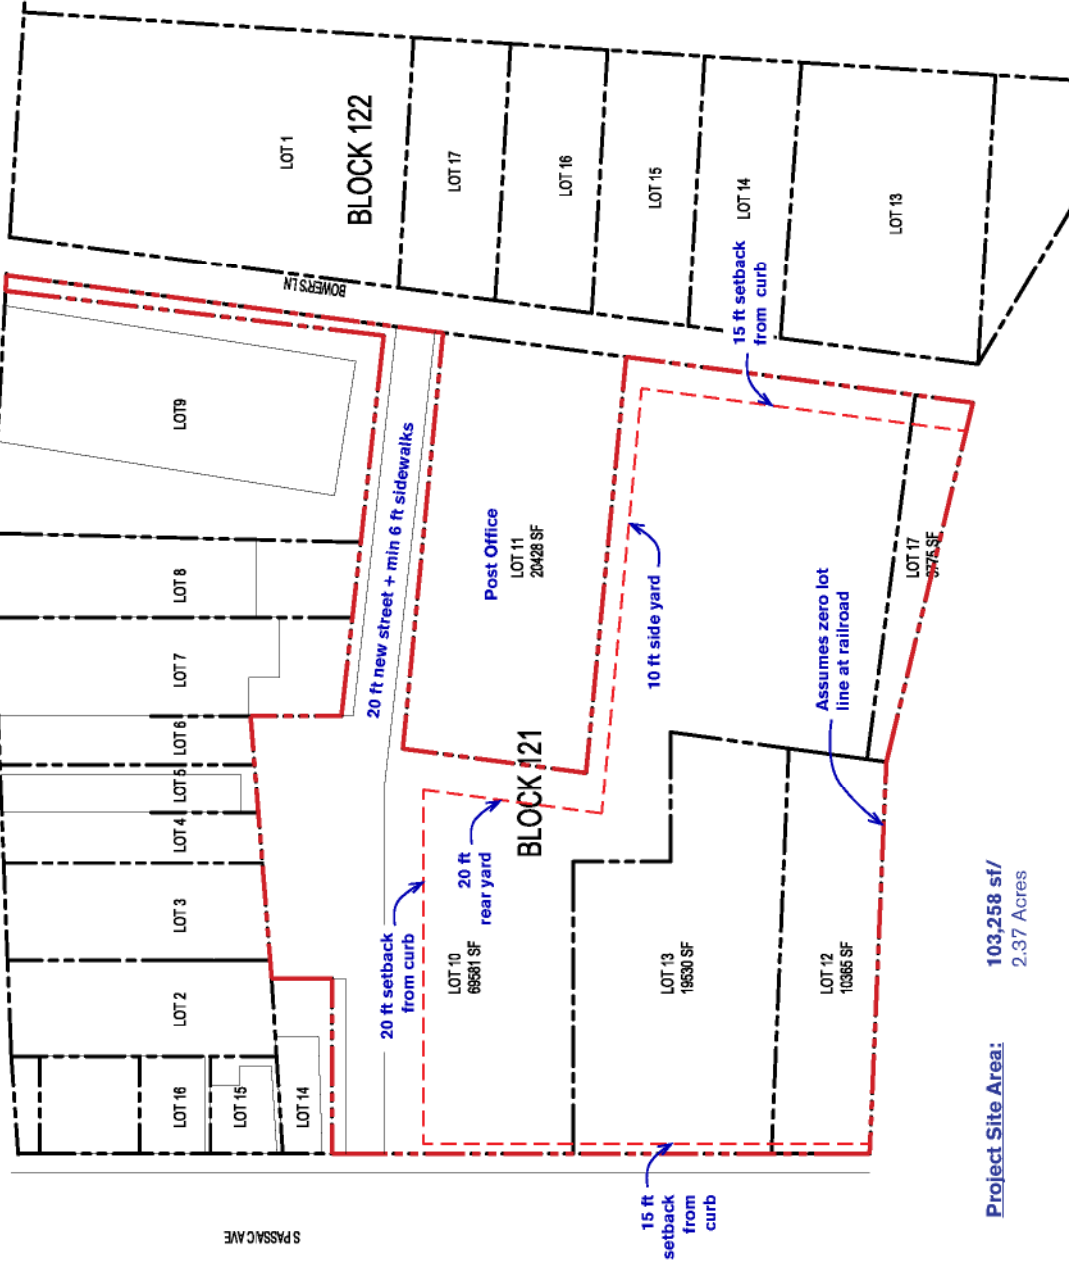 LOT 1
BLOCK 122
LOT 17
LOT 16
LOT 15
LOT 14
LOT 13
BOWERS LN
15 ft setback
from curb
LOT9
LOT 8
LOT 7
LOT 6
LOT 5
LOT 4
LOT 3
LOT 2
LOT 16
LOT 15
LOT 14
20 ft new street + min 6 ft sidewalks
Post Office
LOT 11
20428 SF
10 ft side yard
BLOCK 121
20 ft
rear yard
20 ft setback
from curb
LOT 10
69581 SF
LOT 13
19530 SF
LOT 12
10365 SF
LOT 17
3775 SF
Assumes zero lot
line at railroad
15 ft
setback
from
curb
S PASSAIC AVE
Project Site Area:
103,258 sf/
2.37 Acres